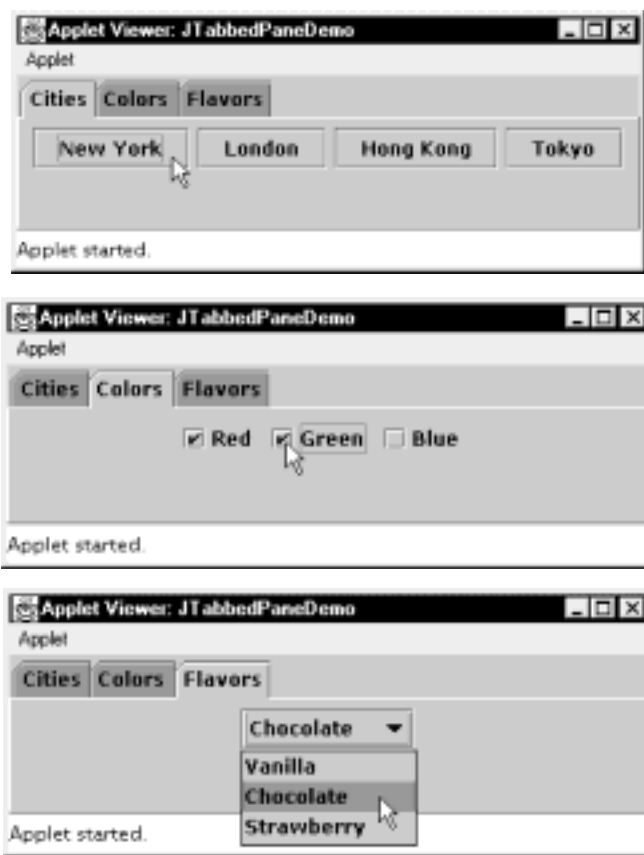 Applet Viewer: JTabbedPaneDemo
Applet
Cities Colors Flavors
New York London Hong Kong Tokyo
Applet started.
Applet Viewer: JTabbedPaneDemo
Applet
Cities Colors Flavors
Red Green Blue
Applet started.
Applet Viewer: JTabbedPaneDemo
Applet
Cities Colors Flavors
Chocolate
Vanilla
Chocolate
Strawberry
Applet started.